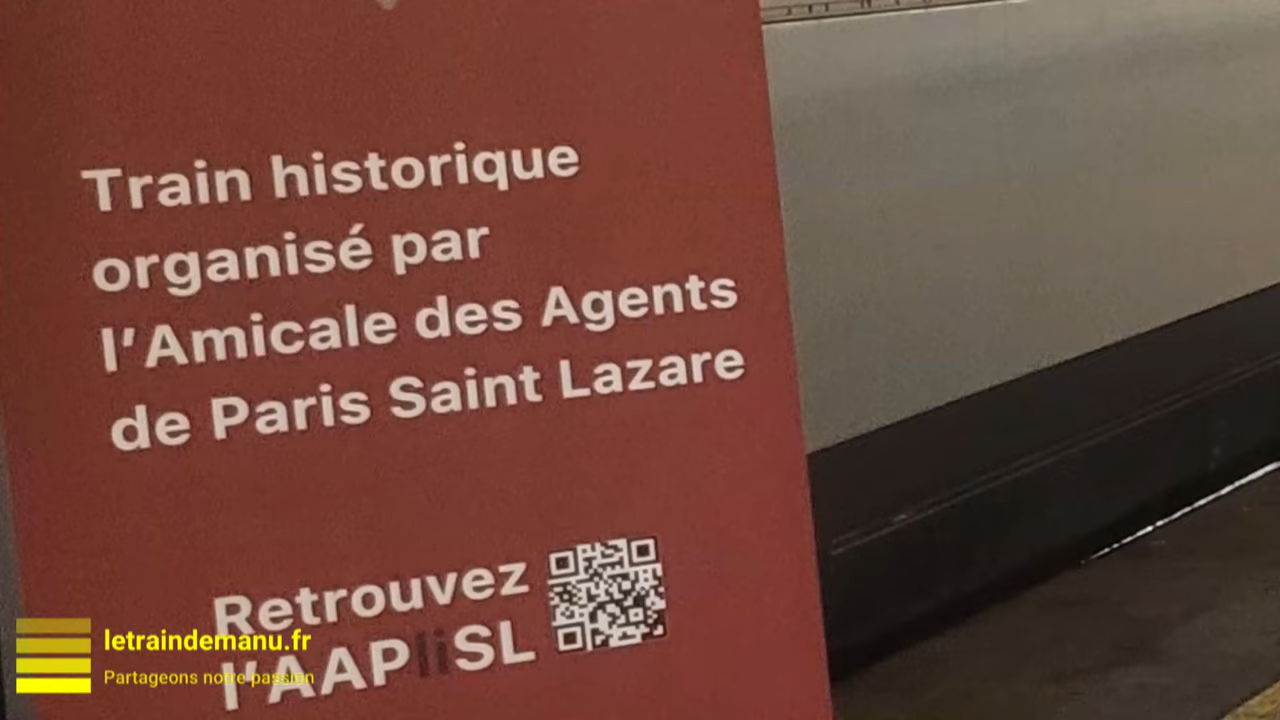 Train historique
organisé par
l’Amicale des Agents
de Paris Saint Lazare
Retrouvez
l’AAPliSL
letraindemanu.fr
Partageons notre passion